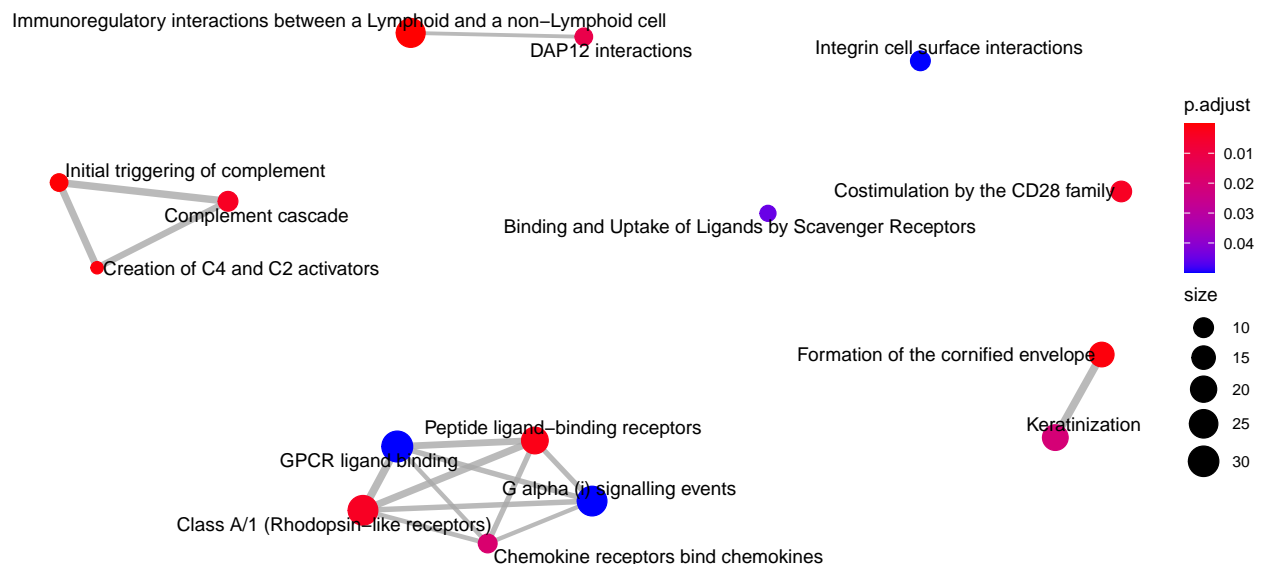 Immunoregulatory interactions between a Lymphoid and a non−Lymphoid cell
DAP12 interactions
Integrin cell surface interactions
Initial triggering of complement
Complement cascade
Creation of C4 and C2 activators
Costimulation by the CD28 family
Binding and Uptake of Ligands by Scavenger Receptors
Formation of the cornified envelope
Keratinization
Peptide ligand−binding receptors
GPCR ligand binding
G alpha (i) signalling events
Class A/1 (Rhodopsin−like receptors)
Chemokine receptors bind chemokines
p.adjust
0.01
0.02
0.03
0.04
size
10
15
20
25
30